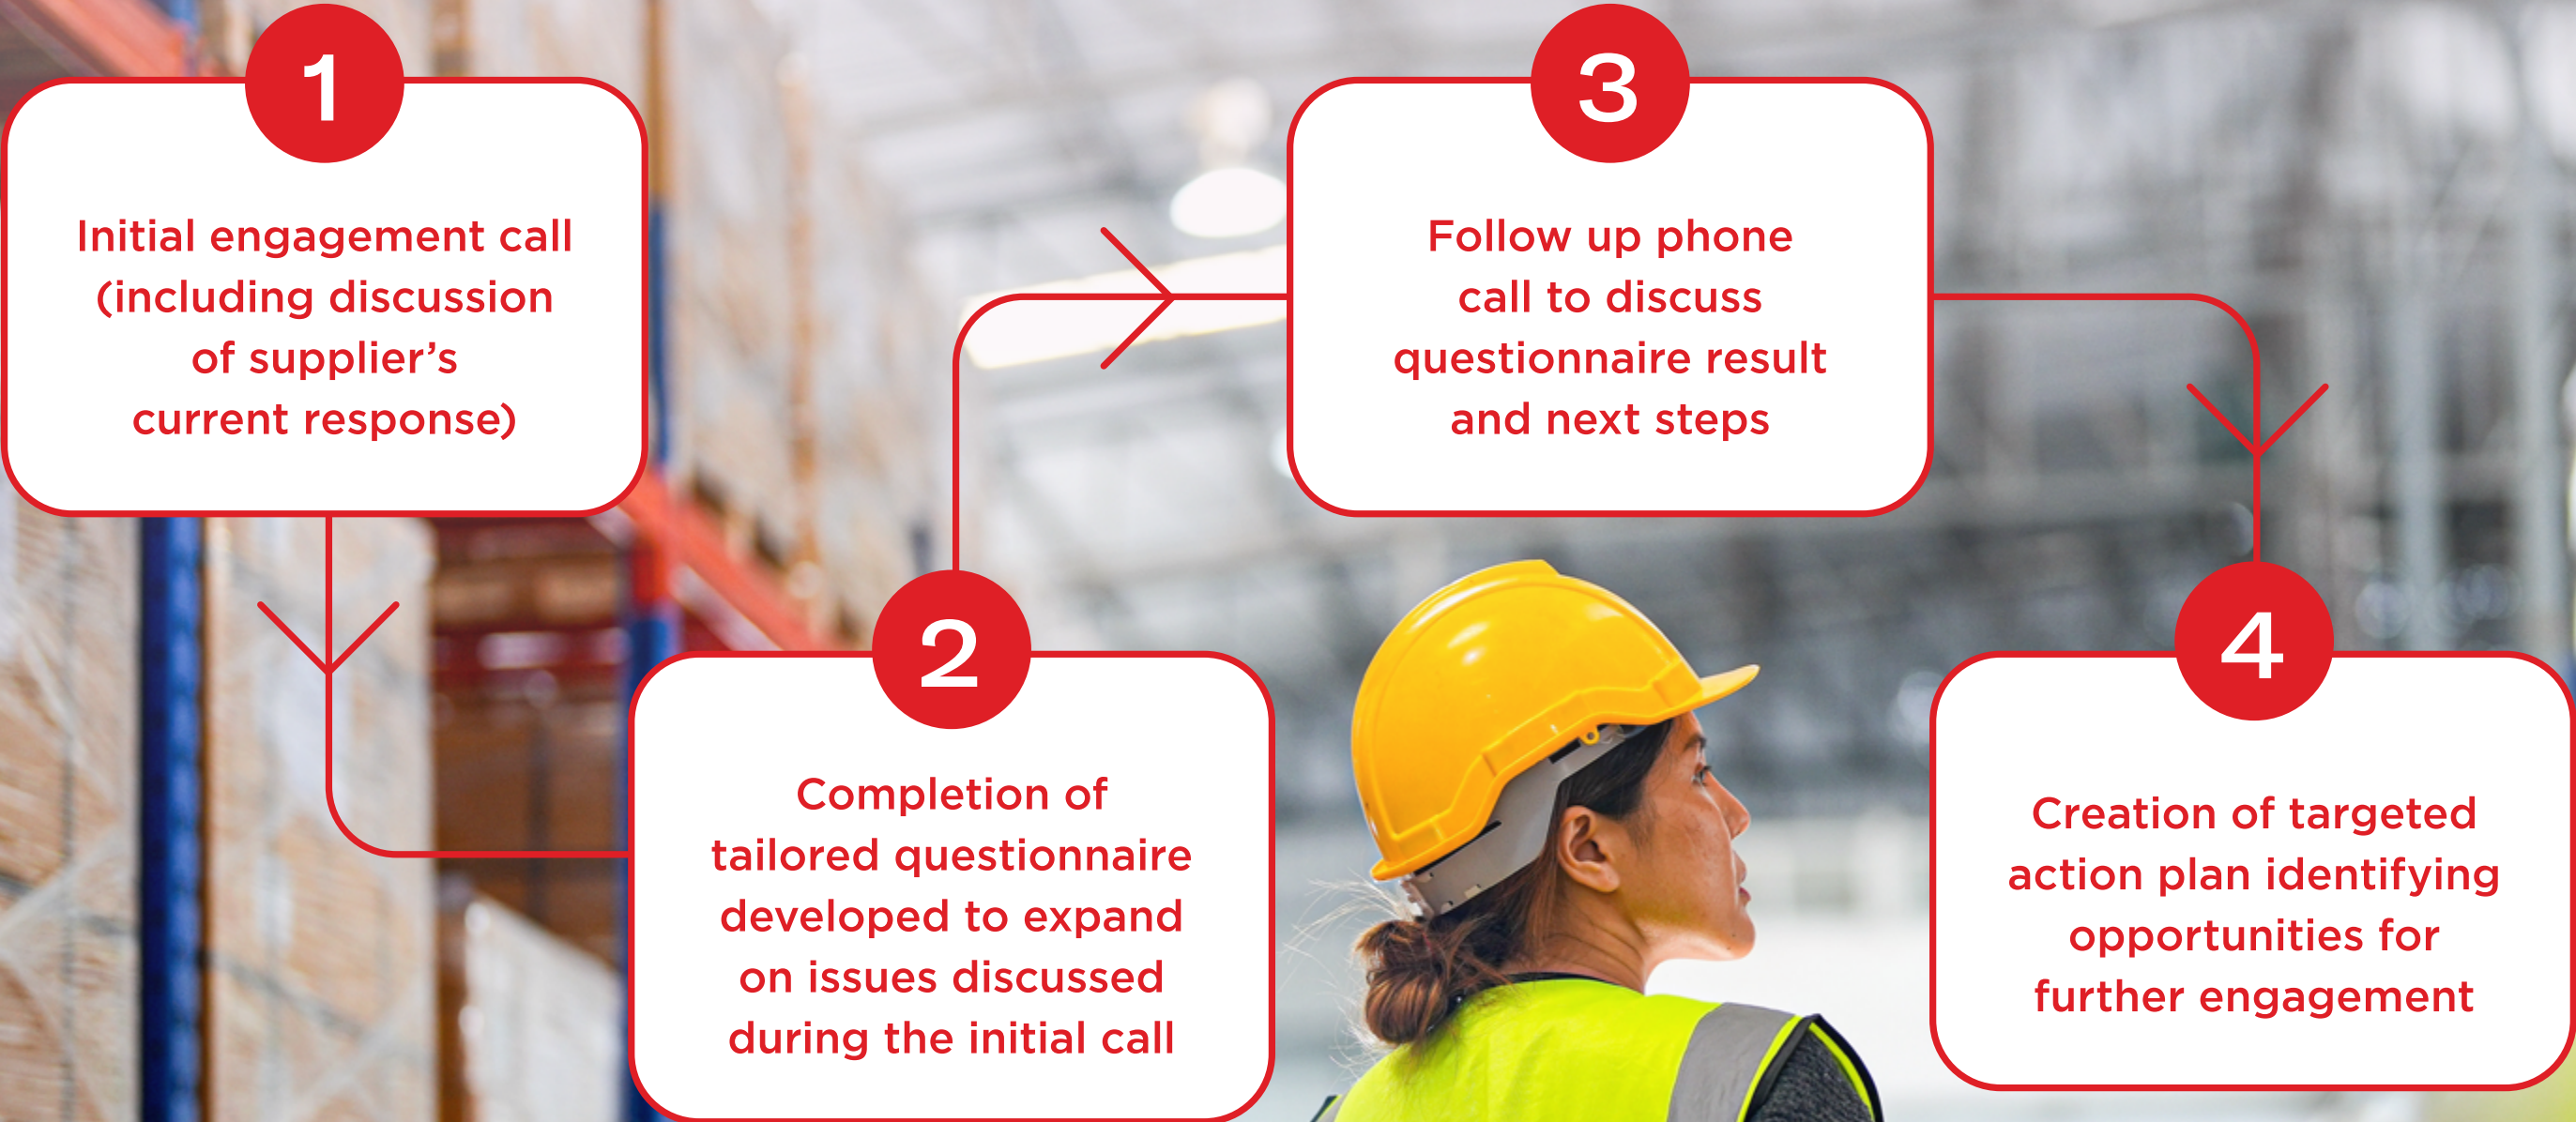 1
Initial engagement call
(including discussion
of supplier’s
current response)
2
Completion of
tailored questionnaire
developed to expand
on issues discussed
during the initial call
3
Follow up phone
call to discuss
questionnaire result
and next steps
4
Creation of targeted
action plan identifying
opportunities for
further engagement